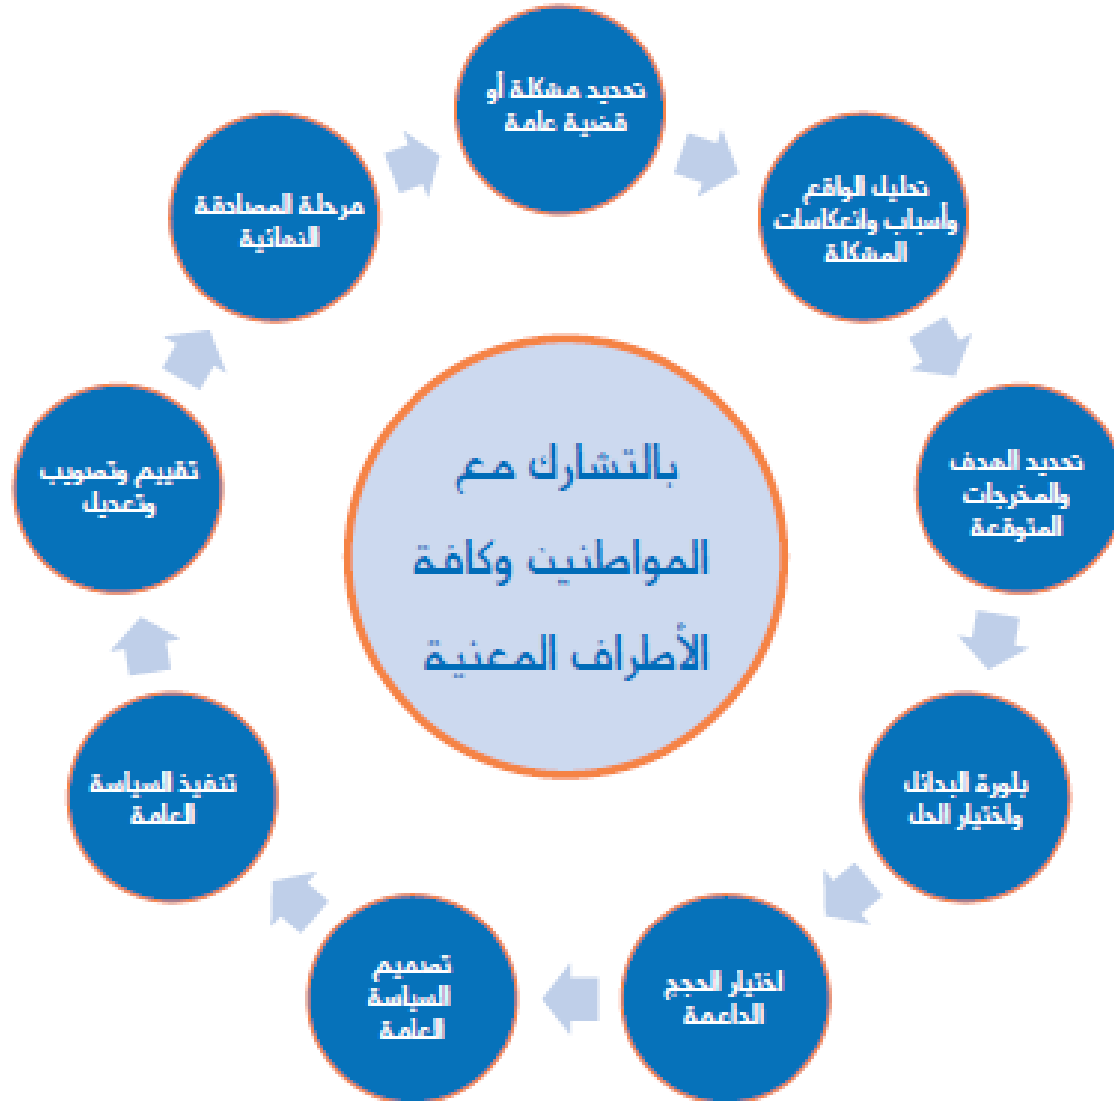 تحديد مشكلة أو
قضية عامة
تحليل الواقع
وأسباب وانعكاسات
المشكلة
تحديد الهدف
والمخرجات
المتوقعة
بلورة البدائل
واختيار الحل
اختيار الحجج
الداعمة
تصميم
السياسة
العامة
تنفيذ السياسة
العامة
تقييم وتصويب
وتعديل
مرحلة المصادقة
النهائية
بالتشارك مع
المواطنين وكافة
الأطراف المعنية